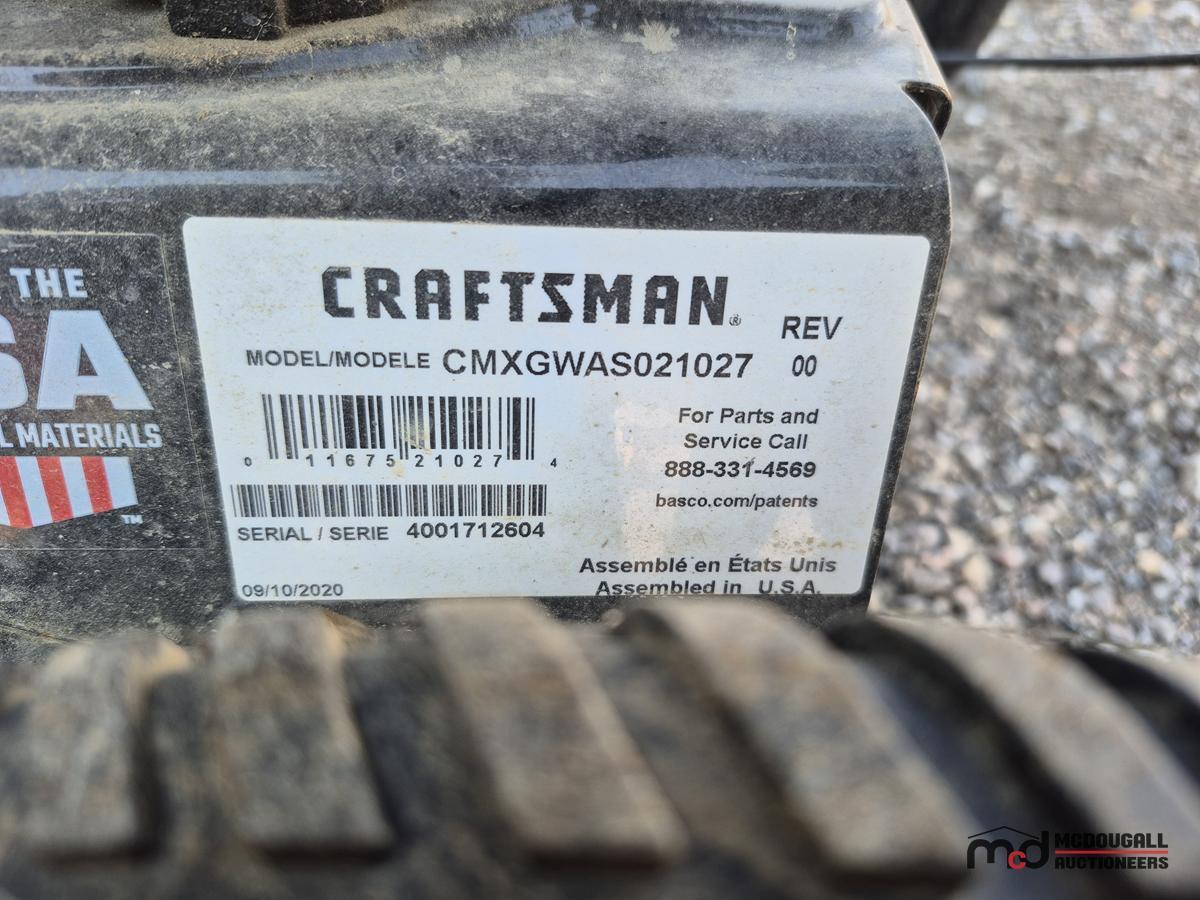 THE
SA
L MATERIALS
TM
CRAFTSMAN®
MODEL/MODELE CMXGWAS021027
REV
00
0 11675 21027 4
SERIAL / SERIE 4001712604
09/10/2020
For Parts and
Service Call
888-331-4569
basco.com/patents
Assemblé en États Unis
Assembled in U.S.A.
mcd MCDOUGALL
AUCTIONEERS